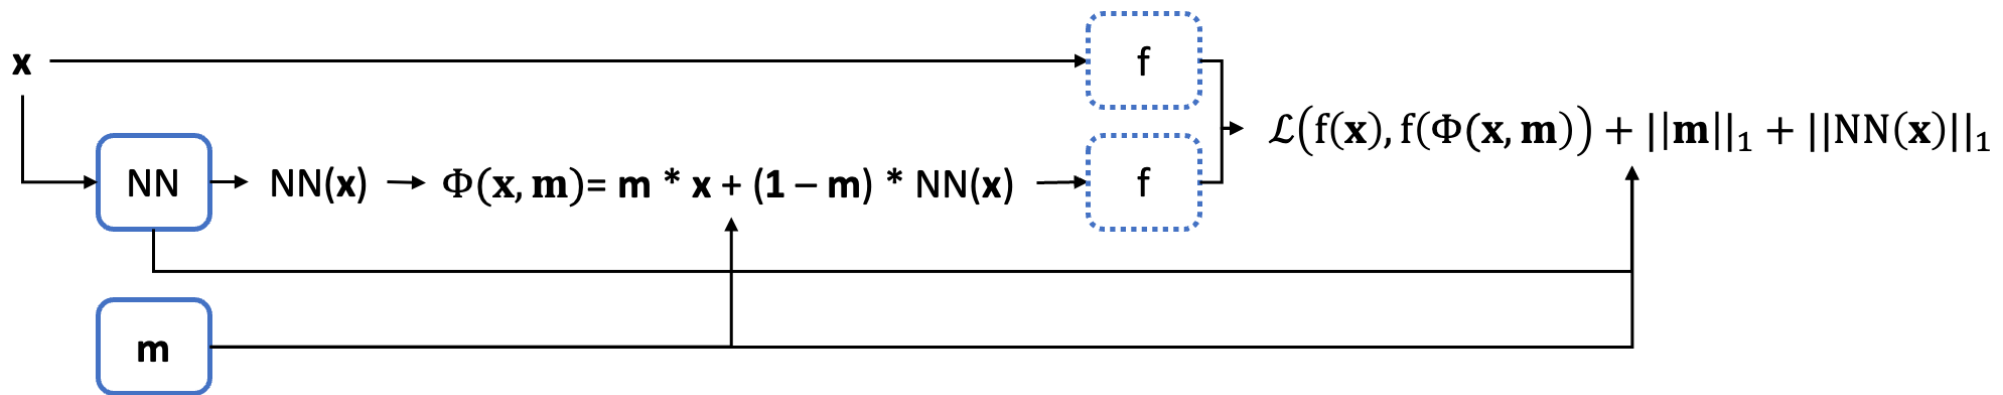 x
f
NN
NN(x)
Φ(x, m)= m * x + (1 − m) * NN(x)
f
ℒ(f(x), f(Φ(x, m)) + ||m||₁ + ||NN(x)||₁
m